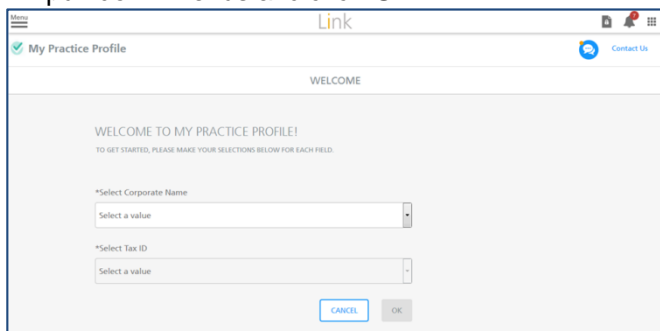 Menu
Link
My Practice Profile
Contact Us
WELCOME
WELCOME TO MY PRACTICE PROFILE!
TO GET STARTED, PLEASE MAKE YOUR SELECTIONS BELOW FOR EACH FIELD.
*Select Corporate Name
Select a value
*Select Tax ID
Select a value
CANCEL OK